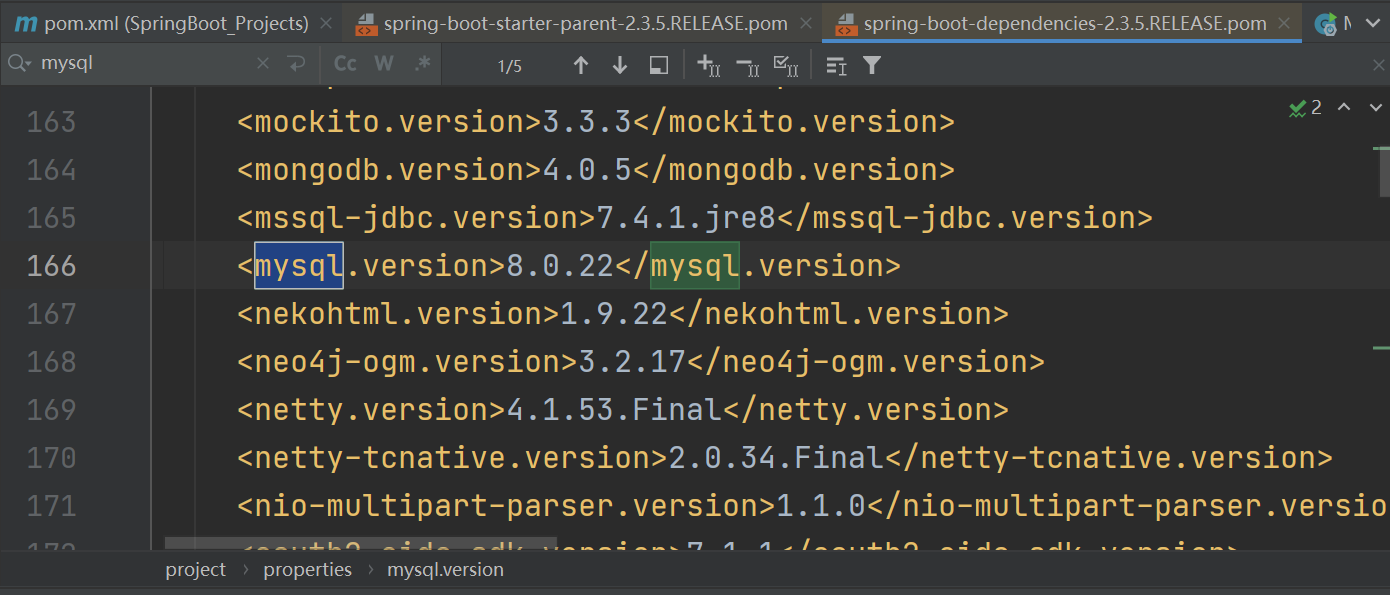 pom.xml (SpringBoot_Projects) spring-boot-starter-parent-2.3.5.RELEASE.pom spring-boot-dependencies-2.3.5.RELEASE.pom
mysql Cc W .* 1/5
163 <mockito.version>3.3.3</mockito.version> 2
164 <mongodb.version>4.0.5</mongodb.version>
165 <mssql-jdbc.version>7.4.1.jre8</mssql-jdbc.version>
166 <mysql.version>8.0.22</mysql.version>
167 <nekohtml.version>1.9.22</nekohtml.version>
168 <neo4j-ogm.version>3.2.17</neo4j-ogm.version>
169 <netty.version>4.1.53.Final</netty.version>
170 <netty-tcnative.version>2.0.34.Final</netty-tcnative.version>
171 <nio-multipart-parser.version>1.1.0</nio-multipart-parser.versio
project › properties › mysql.version